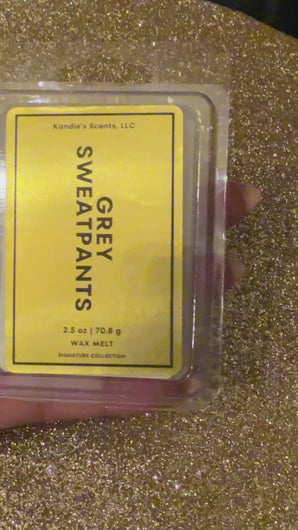 Kandie's Scents, LLC
GREY
SWEATPANTS
2.5 oz | 70.8 g
WAX MELT
SIGNATURE COLLECTION